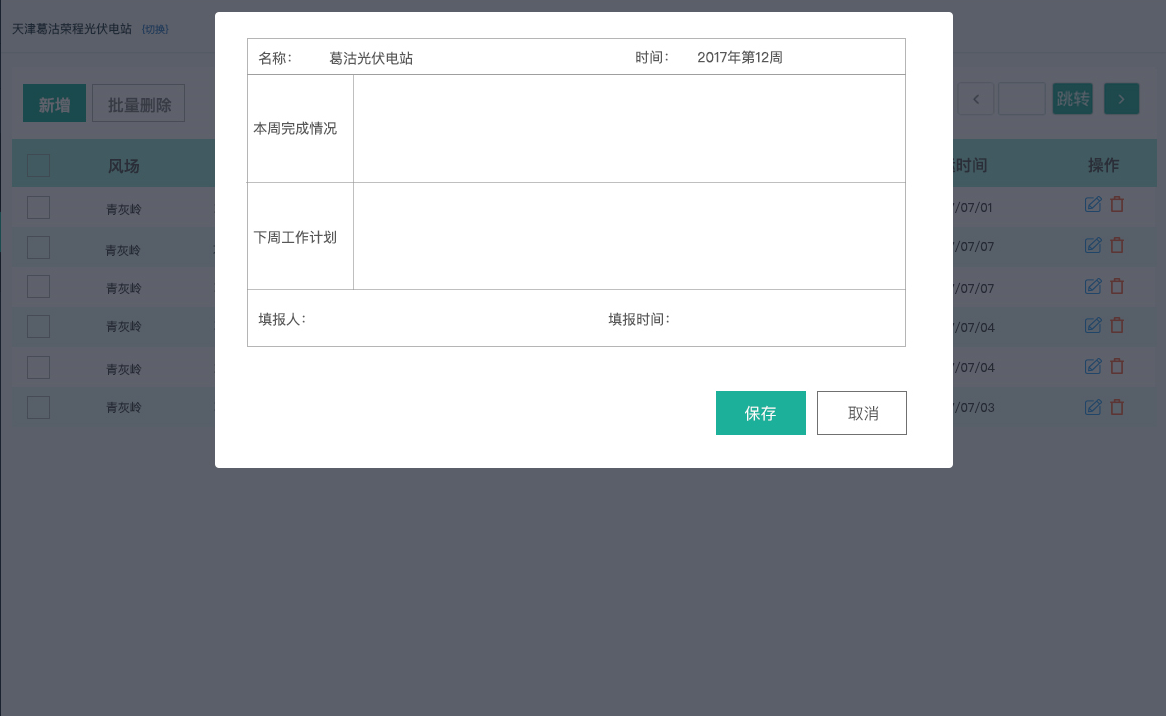 天津葛沽荣程光伏电站 (切换)
名称： 葛沽光伏电站 时间： 2017年第12周
新增 批量删除 跳转
本周完成情况
风场 时间 操作
青灰岭 /07/01
下周工作计划
青灰岭 /07/07
青灰岭 /07/07
填报人： 填报时间：
青灰岭 /07/04
青灰岭 /07/04
青灰岭 /07/03
保存 取消